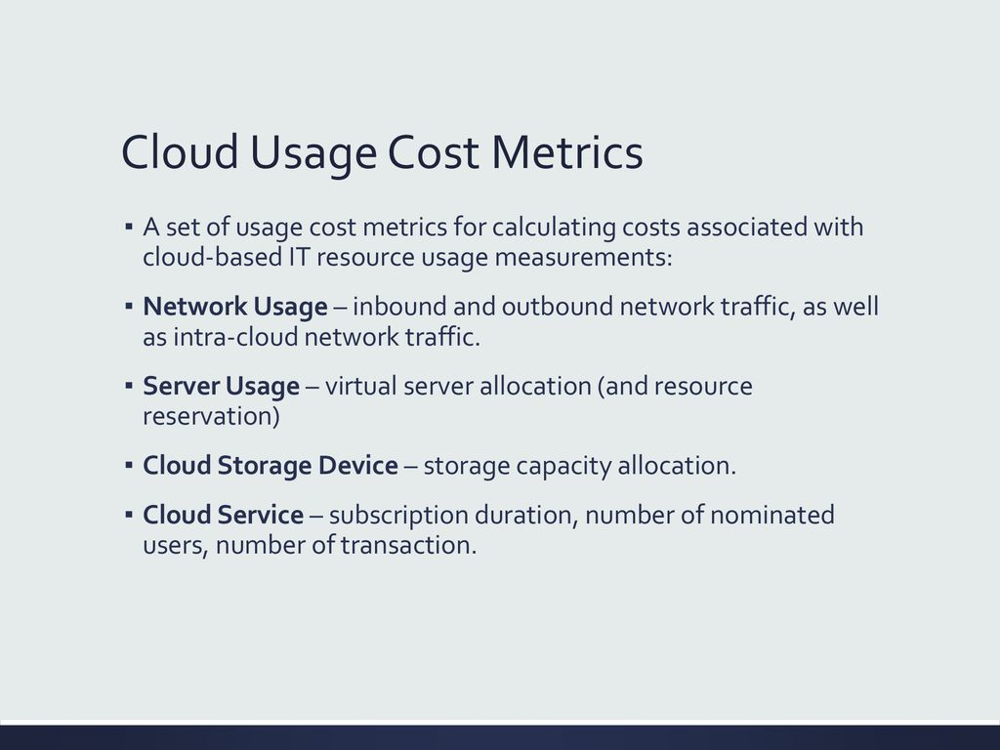 Cloud Usage Cost Metrics
▪ A set of usage cost metrics for calculating costs associated with
cloud-based IT resource usage measurements:
▪ Network Usage – inbound and outbound network traffic, as well
as intra-cloud network traffic.
▪ Server Usage – virtual server allocation (and resource
reservation)
▪ Cloud Storage Device – storage capacity allocation.
▪ Cloud Service – subscription duration, number of nominated
users, number of transaction.